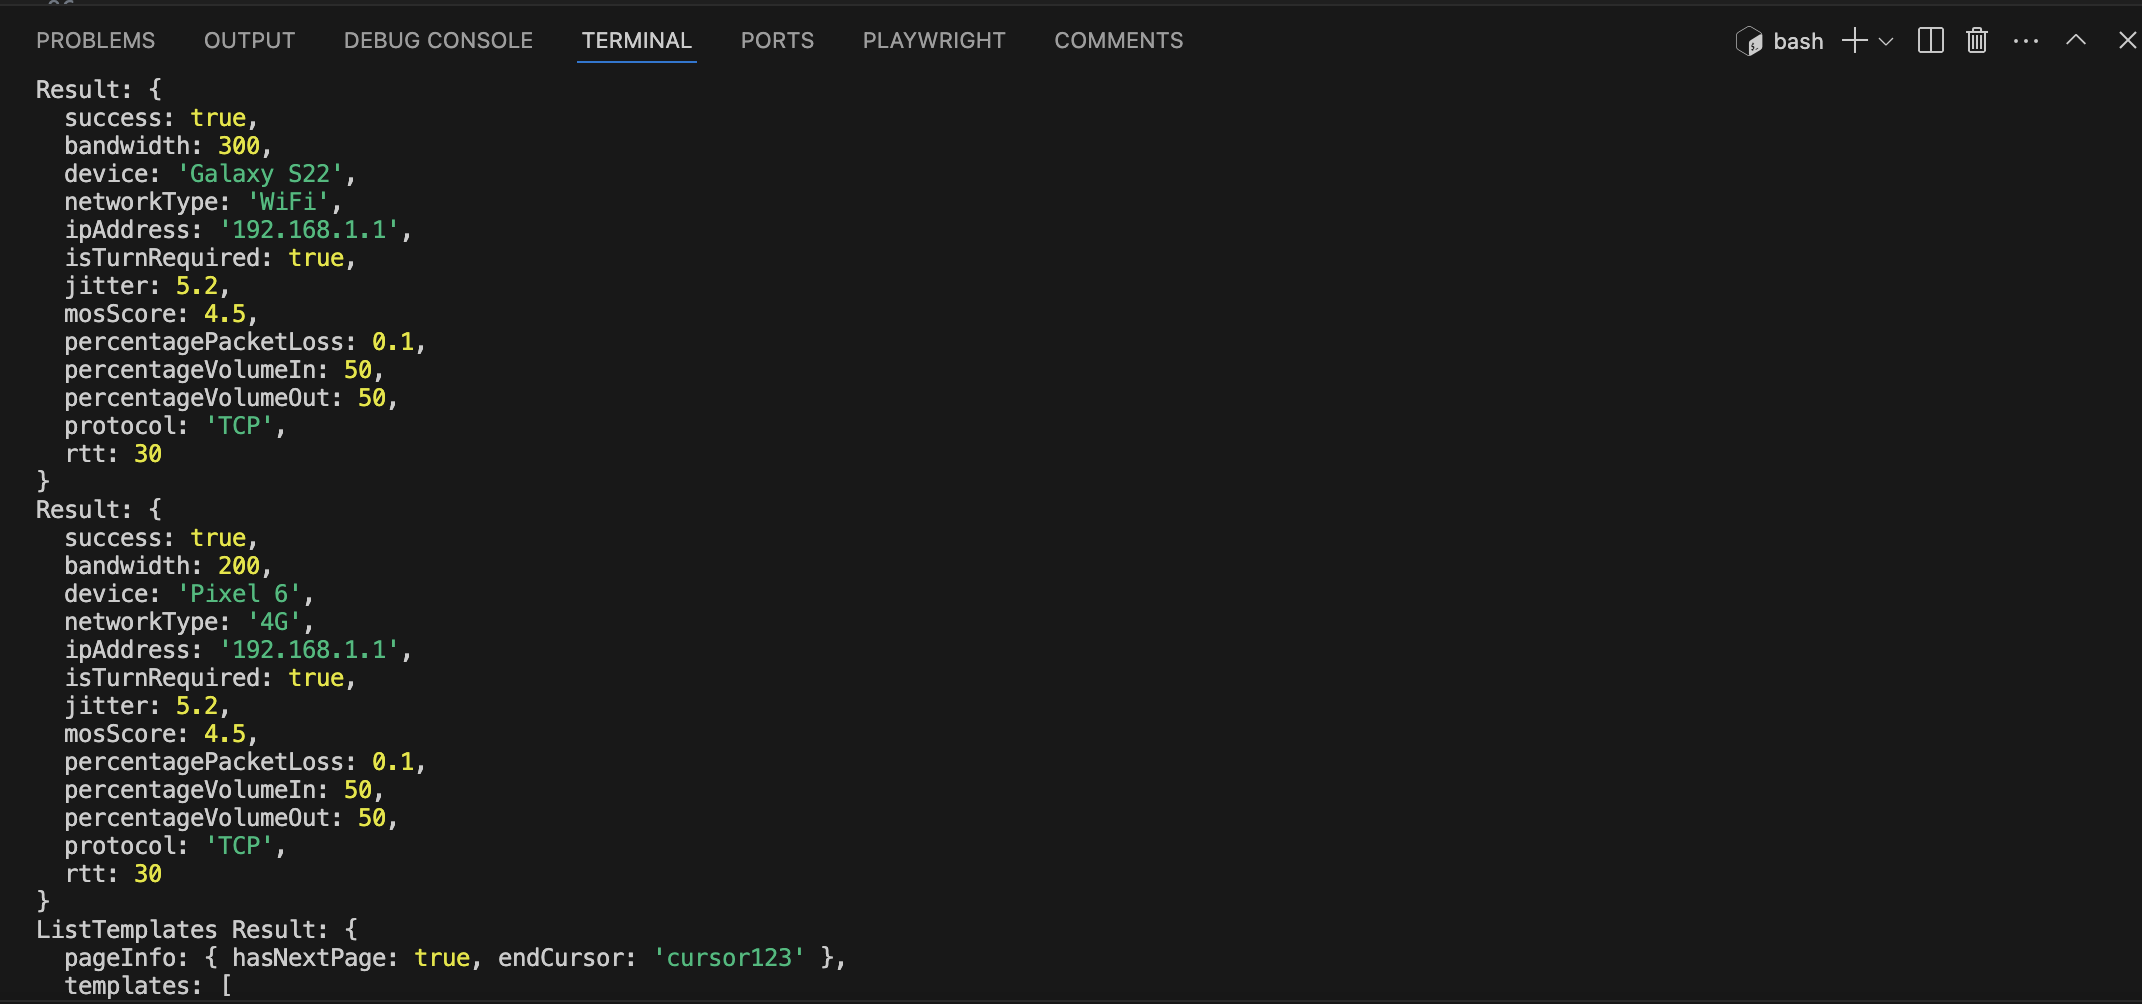 PROBLEMS OUTPUT DEBUG CONSOLE TERMINAL PORTS PLAYWRIGHT COMMENTS bash
Result: {
  success: true,
  bandwidth: 300,
  device: 'Galaxy S22',
  networkType: 'WiFi',
  ipAddress: '192.168.1.1',
  isTurnRequired: true,
  jitter: 5.2,
  mosScore: 4.5,
  percentagePacketLoss: 0.1,
  percentageVolumeIn: 50,
  percentageVolumeOut: 50,
  protocol: 'TCP',
  rtt: 30
}
Result: {
  success: true,
  bandwidth: 200,
  device: 'Pixel 6',
  networkType: '4G',
  ipAddress: '192.168.1.1',
  isTurnRequired: true,
  jitter: 5.2,
  mosScore: 4.5,
  percentagePacketLoss: 0.1,
  percentageVolumeIn: 50,
  percentageVolumeOut: 50,
  protocol: 'TCP',
  rtt: 30
}
ListTemplates Result: {
  pageInfo: { hasNextPage: true, endCursor: 'cursor123' },
  templates: [